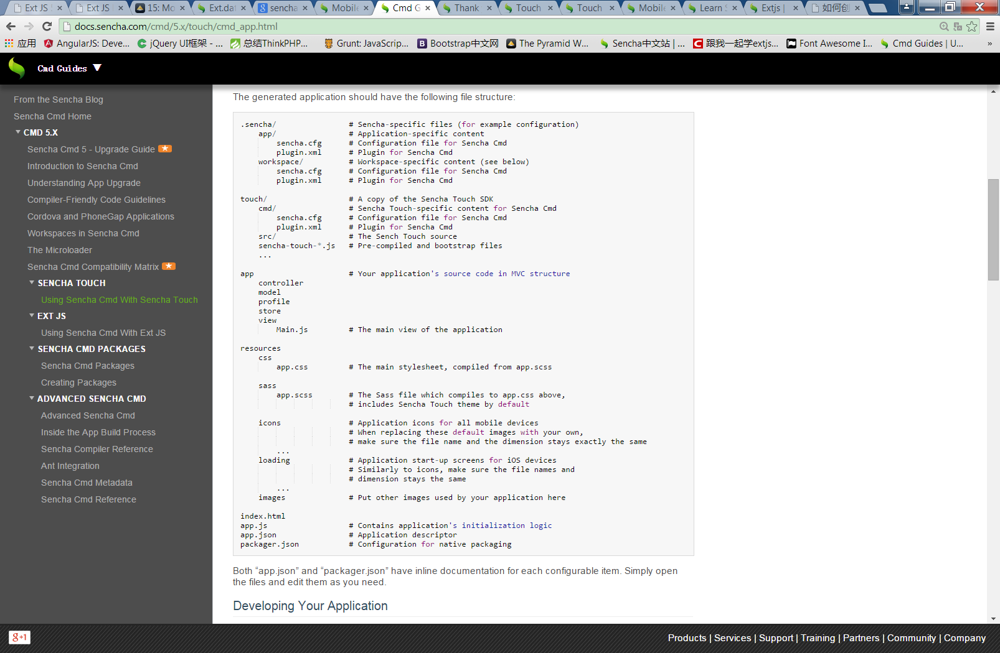 Ext JS
Ext JS
15: Mo
Ext.dat
sencha
Mobile
Cmd G
Thank
Touch
Touch
Mobile
Learn S
Extjs |
如何创
docs.sencha.com/cmd/5.x/touch/cmd_app.html
应用 AngularJS: Deve... jQuery UI框架 - ... 总结ThinkPHP... Grunt: JavaScrip... Bootstrap中文网 The Pyramid W... Sencha中文站 | ... 跟我一起学extjs... Font Awesome I... Cmd Guides | U... »
Cmd Guides ▼
From the Sencha Blog
Sencha Cmd Home
CMD 5.X
Sencha Cmd 5 - Upgrade Guide
Introduction to Sencha Cmd
Understanding App Upgrade
Compiler-Friendly Code Guidelines
Cordova and PhoneGap Applications
Workspaces in Sencha Cmd
The Microloader
Sencha Cmd Compatibility Matrix
SENCHA TOUCH
Using Sencha Cmd With Sencha Touch
EXT JS
Using Sencha Cmd With Ext JS
SENCHA CMD PACKAGES
Sencha Cmd Packages
Creating Packages
ADVANCED SENCHA CMD
Advanced Sencha Cmd
Inside the App Build Process
Sencha Compiler Reference
Ant Integration
Sencha Cmd Metadata
Sencha Cmd Reference
The generated application should have the following file structure:
.sencha/ # Sencha-specific files (for example configuration)
app/ # Application-specific content
sencha.cfg # Configuration file for Sencha Cmd
plugin.xml # Plugin for Sencha Cmd
workspace/ # Workspace-specific content (see below)
sencha.cfg # Configuration file for Sencha Cmd
plugin.xml # Plugin for Sencha Cmd
touch/ # A copy of the Sencha Touch SDK
cmd/ # Sencha Touch-specific content for Sencha Cmd
sencha.cfg # Configuration file for Sencha Cmd
plugin.xml # Plugin for Sencha Cmd
src/ # The Sench Touch source
sencha-touch-*.js # Pre-compiled and bootstrap files
...
app # Your application's source code in MVC structure
controller
model
profile
store
view
Main.js # The main view of the application
resources
css
app.css # The main stylesheet, compiled from app.scss
sass
app.scss # The Sass file which compiles to app.css above,
# includes Sencha Touch theme by default
icons # Application icons for all mobile devices
# When replacing these default images with your own,
# make sure the file name and the dimension stays exactly the same
...
loading # Application start-up screens for iOS devices
# Similarly to icons, make sure the file names and
# dimension stays the same
...
images # Put other images used by your application here
index.html
app.js # Contains application's initialization logic
app.json # Application descriptor
packager.json # Configuration for native packaging
Both “app.json” and “packager.json” have inline documentation for each configurable item. Simply open
the files and edit them as you need.
Developing Your Application
g+1
Products | Services | Support | Training | Partners | Community | Company